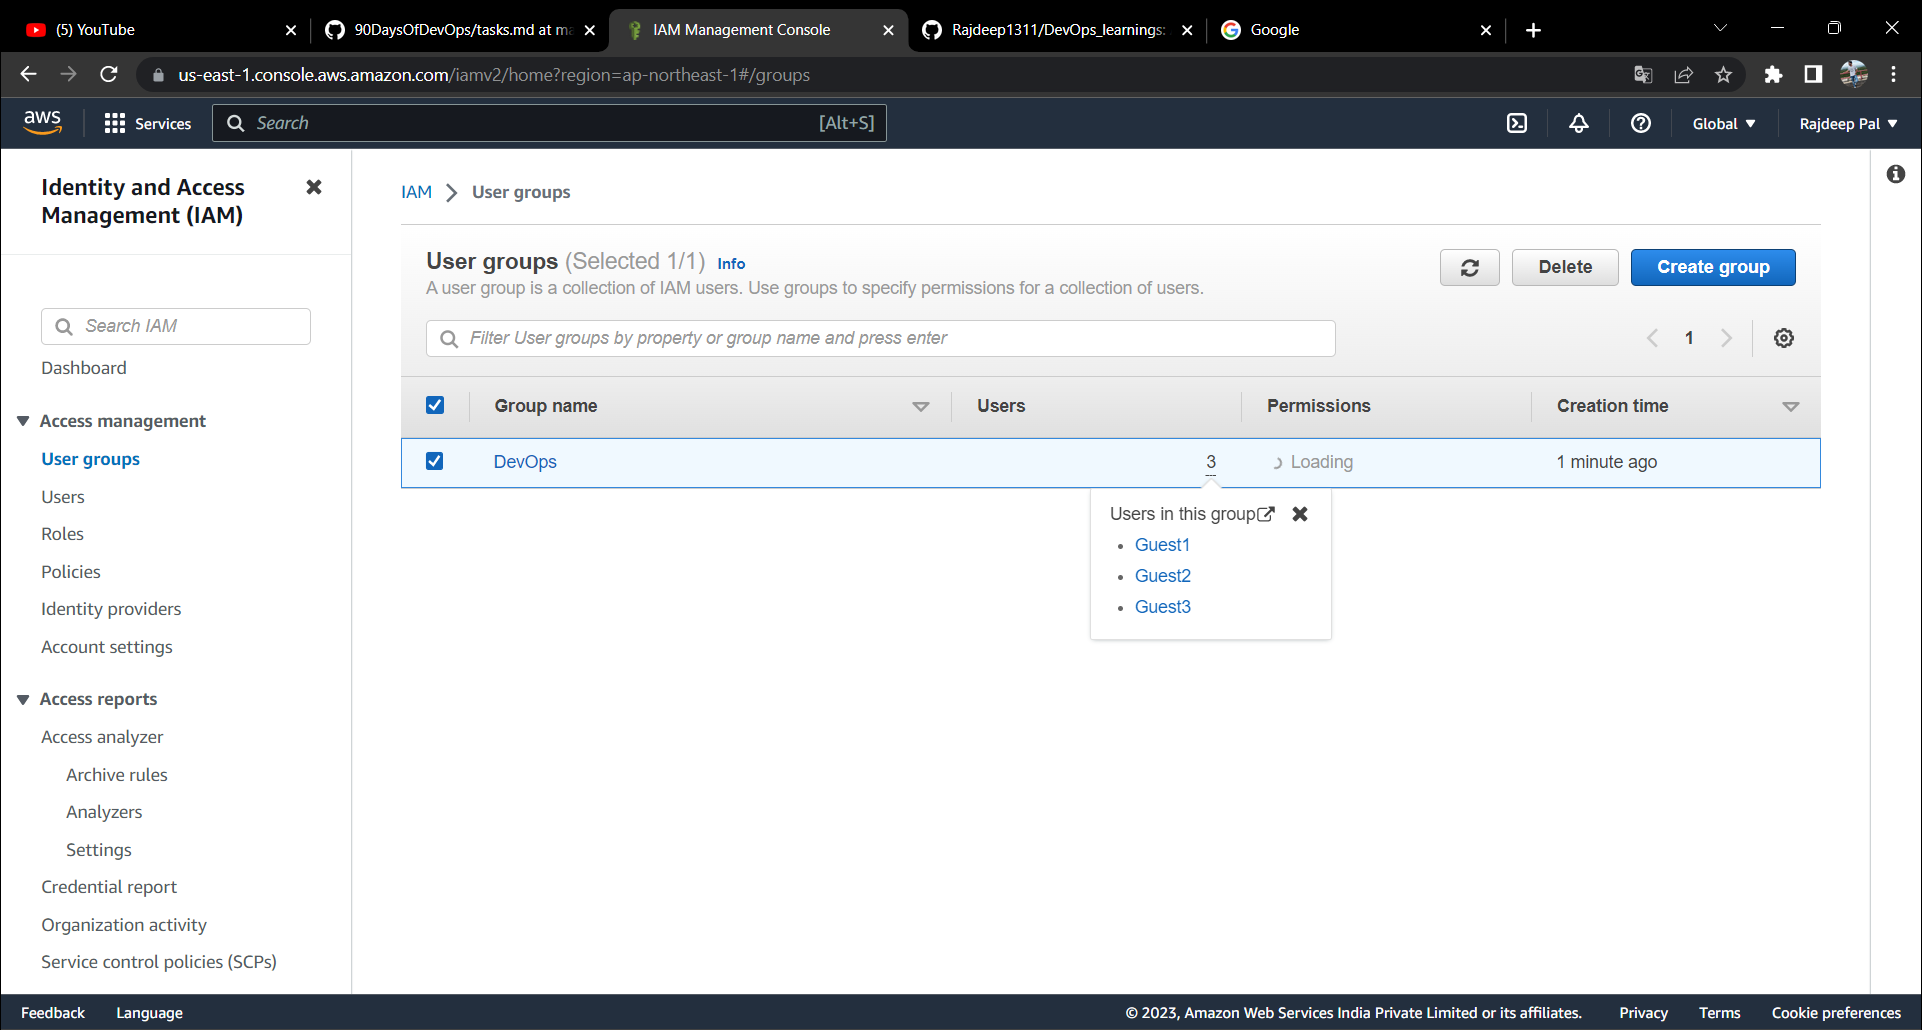 (5) YouTube
90DaysOfDevOps/tasks.md at ma
IAM Management Console
Rajdeep1311/DevOps_learnings:
Google
us-east-1.console.aws.amazon.com/iamv2/home?region=ap-northeast-1#/groups
aws
Services
Search
[Alt+S]
Global
Rajdeep Pal
Identity and Access
Management (IAM)
Search IAM
Dashboard
Access management
User groups
Users
Roles
Policies
Identity providers
Account settings
Access reports
Access analyzer
Archive rules
Analyzers
Settings
Credential report
Organization activity
Service control policies (SCPs)
IAM
User groups
User groups (Selected 1/1) Info
A user group is a collection of IAM users. Use groups to specify permissions for a collection of users.
Delete
Create group
Filter User groups by property or group name and press enter
1
Group name
Users
Permissions
Creation time
DevOps
3
Loading
1 minute ago
Users in this group
Guest1
Guest2
Guest3
Feedback
Language
© 2023, Amazon Web Services India Private Limited or its affiliates.
Privacy
Terms
Cookie preferences